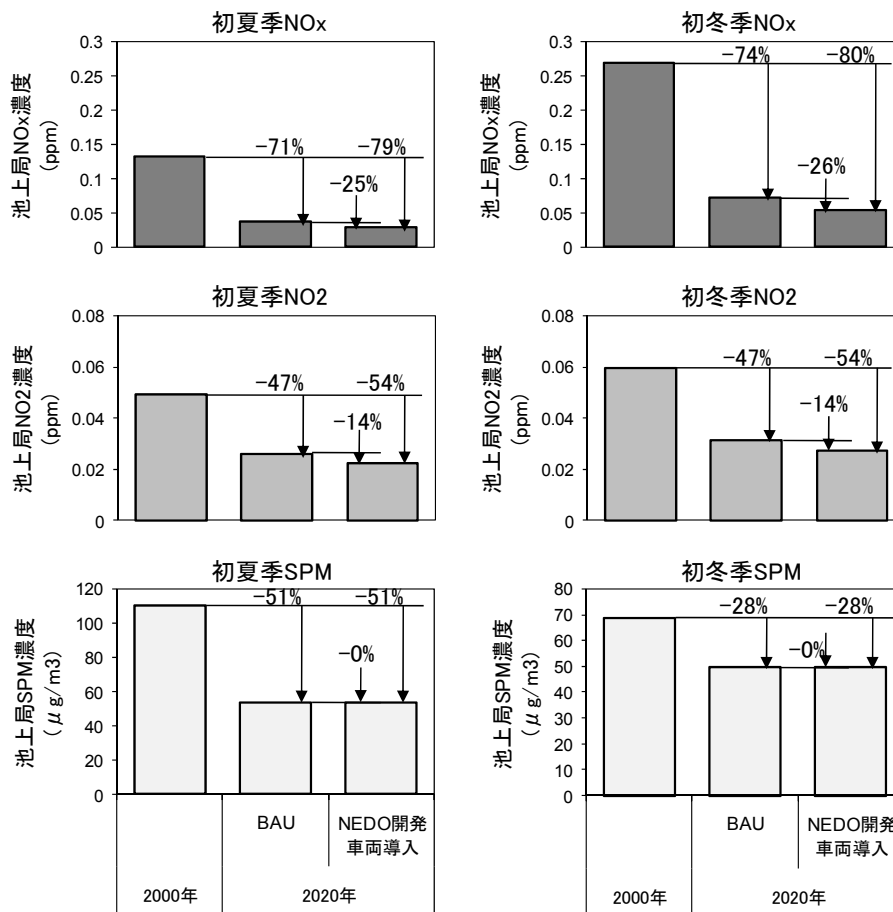 初夏季NOx
池上局NOx濃度
(ppm)
0.3
0.25
0.2
0.15
0.1
0.05
0
−71%
−79%
−25%
初冬季NOx
池上局NOx濃度
(ppm)
0.3
0.25
0.2
0.15
0.1
0.05
0
−74%
−80%
−26%
初夏季NO2
池上局NO2濃度
(ppm)
0.08
0.06
0.04
0.02
0
−47%
−54%
−14%
初冬季NO2
池上局NO2濃度
(ppm)
0.08
0.06
0.04
0.02
0
−47%
−54%
−14%
初夏季SPM
池上局SPM濃度
(μg/m3)
120
100
80
60
40
20
0
−51%
−51%
−0%
BAU
NEDO開発
車両導入
2000年
2020年
初冬季SPM
池上局SPM濃度
(μg/m3)
80
70
60
50
40
30
20
10
0
−28%
−28%
−0%
BAU
NEDO開発
車両導入
2000年
2020年